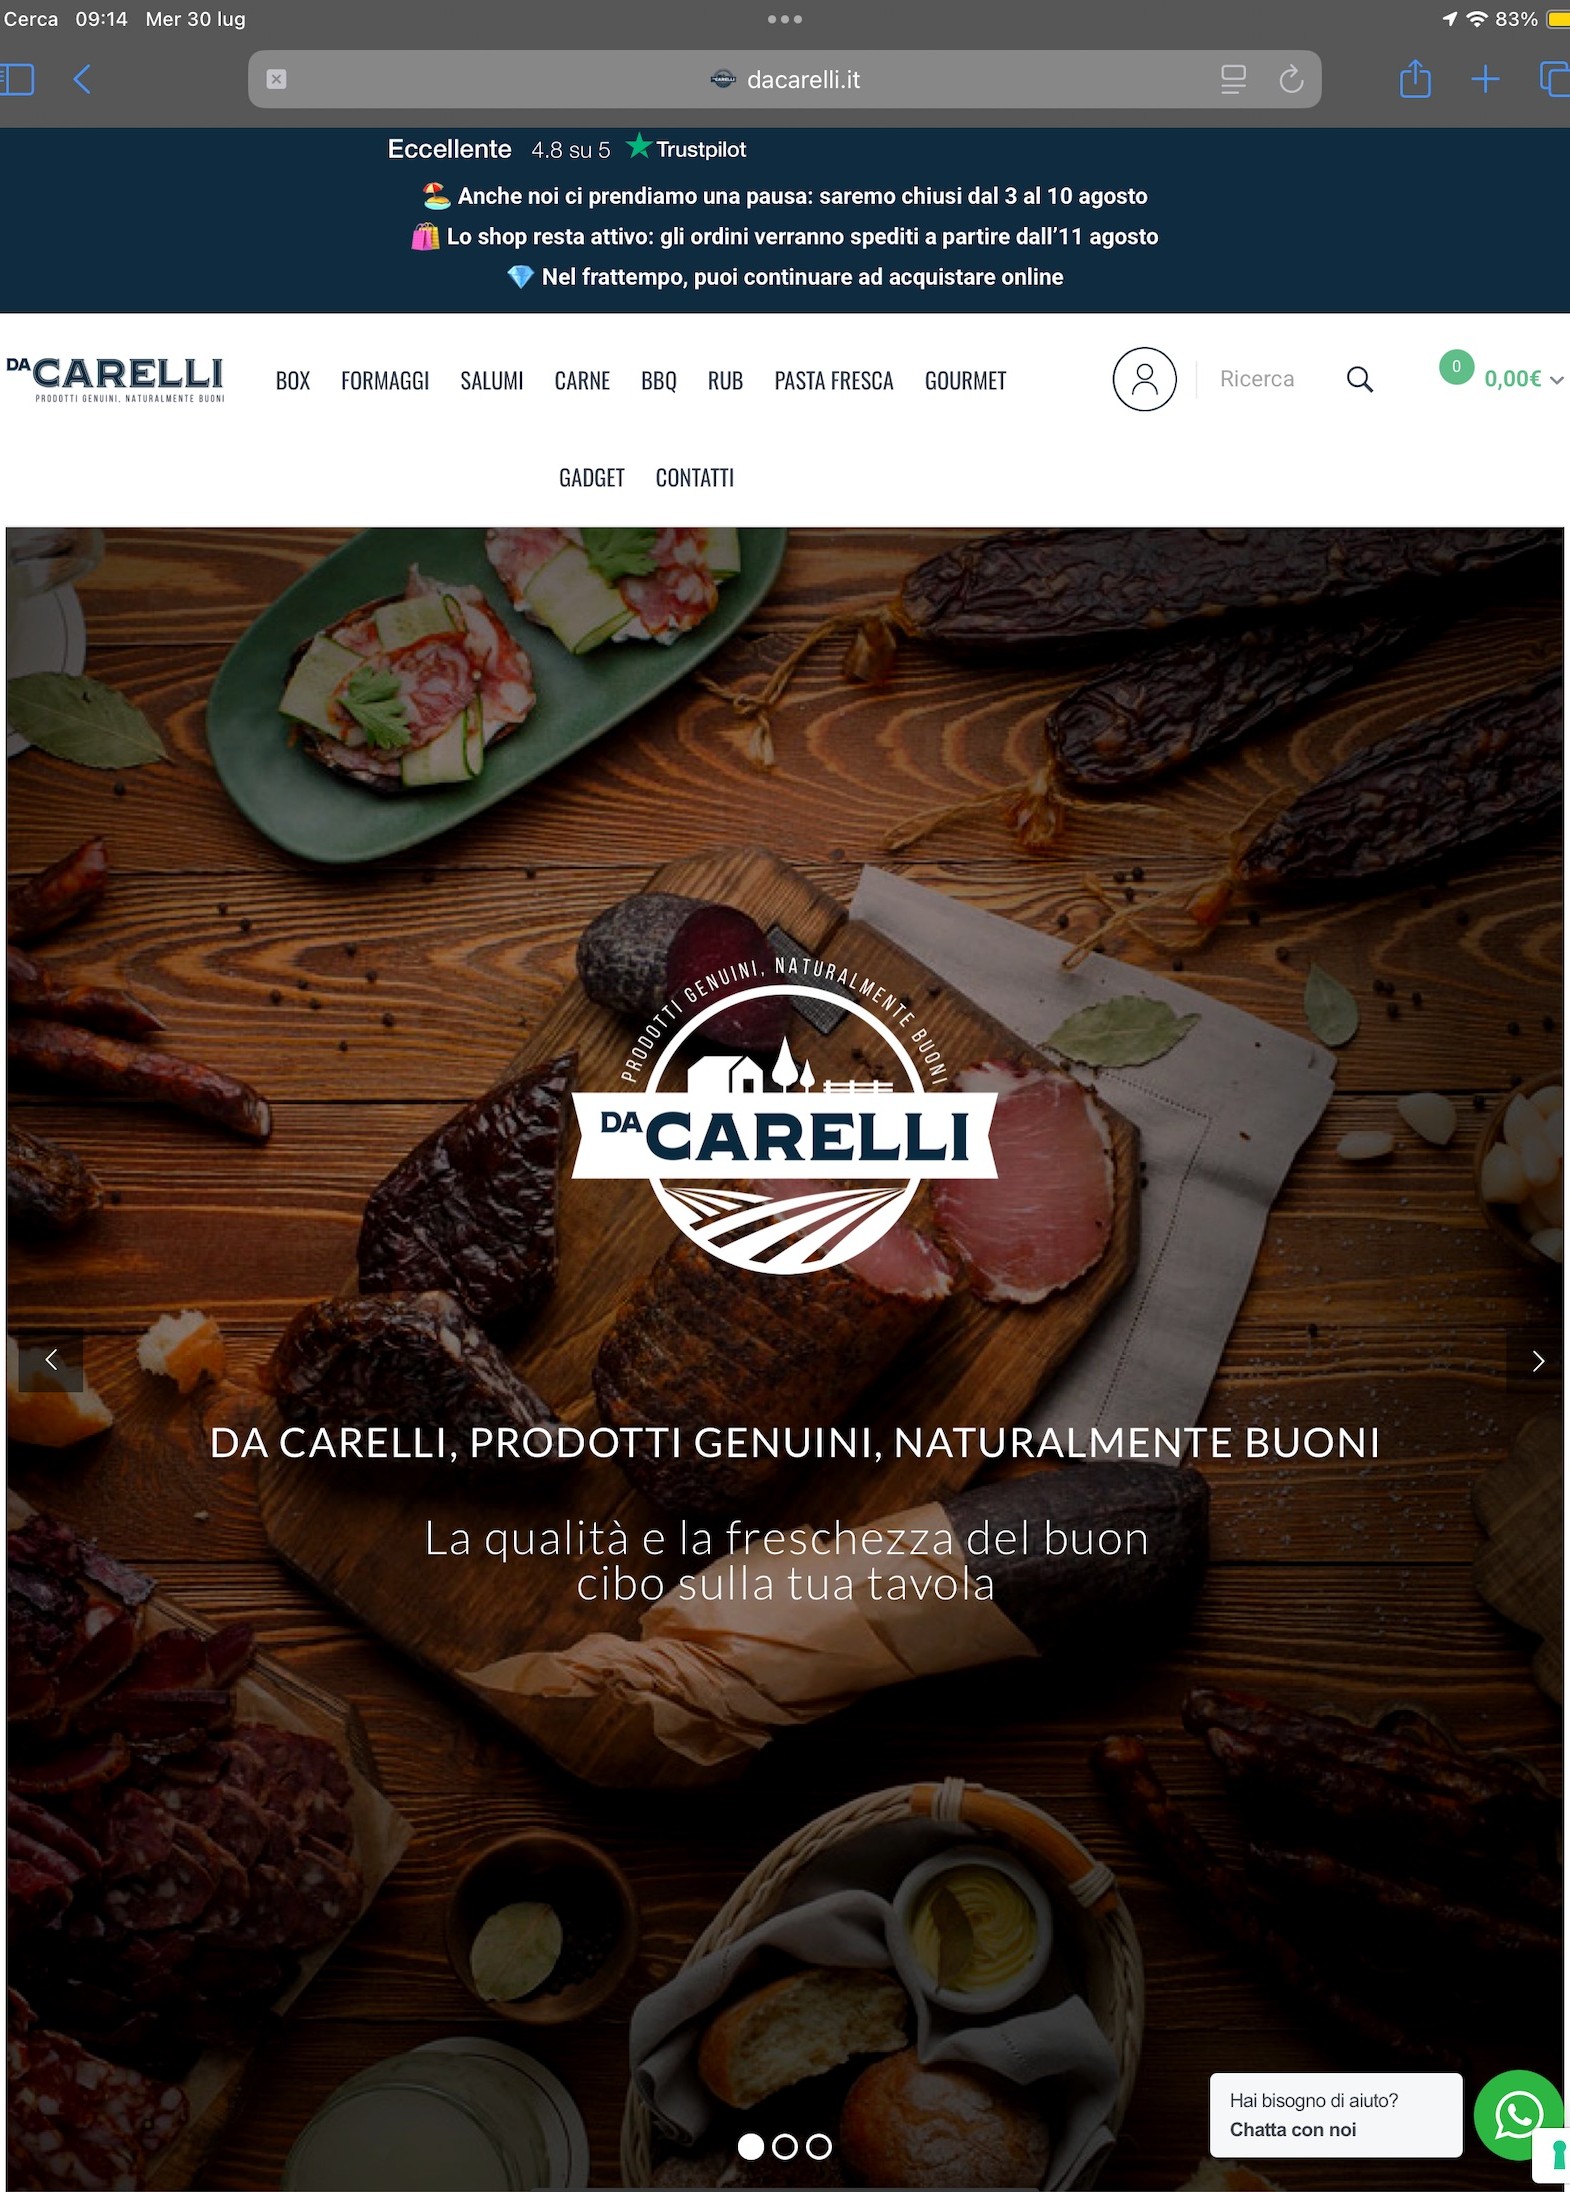 Cerca 09:14 Mer 30 lug
83%
dacarelli.it
Eccellente 4.8 su 5 Trustpilot
Anche noi ci prendiamo una pausa: saremo chiusi dal 3 al 10 agosto
Lo shop resta attivo: gli ordini verranno spediti a partire dall’11 agosto
Nel frattempo, puoi continuare ad acquistare online
DA CARELLI
PRODOTTI GENUINI, NATURALMENTE BUONI
BOX FORMAGGI SALUMI CARNE BBQ RUB PASTA FRESCA GOURMET
Ricerca
0
0,00€
GADGET CONTATTI
PRODOTTI GENUINI, NATURALMENTE BUONI
DA CARELLI
DA CARELLI, PRODOTTI GENUINI, NATURALMENTE BUONI
La qualità e la freschezza del buon
cibo sulla tua tavola
Hai bisogno di aiuto?
Chatta con noi